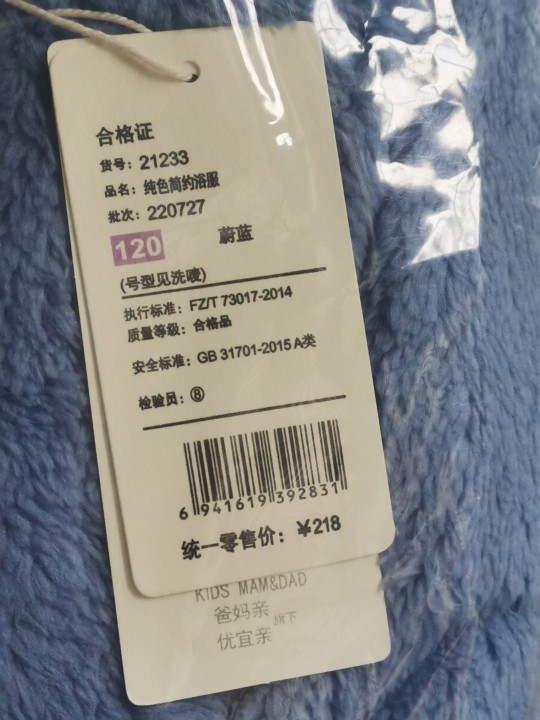 合格证
货号：21233
品名：纯色简约浴服
批次：220727
120 蔚蓝
(号型见洗唛)
执行标准：FZ/T 73017-2014
质量等级：合格品
安全标准：GB 31701-2015 A类
检验员：⑧
6 941619 392831
统一零售价：￥218
KIDS MAM&DAD
爸妈亲
优宜亲 旗下